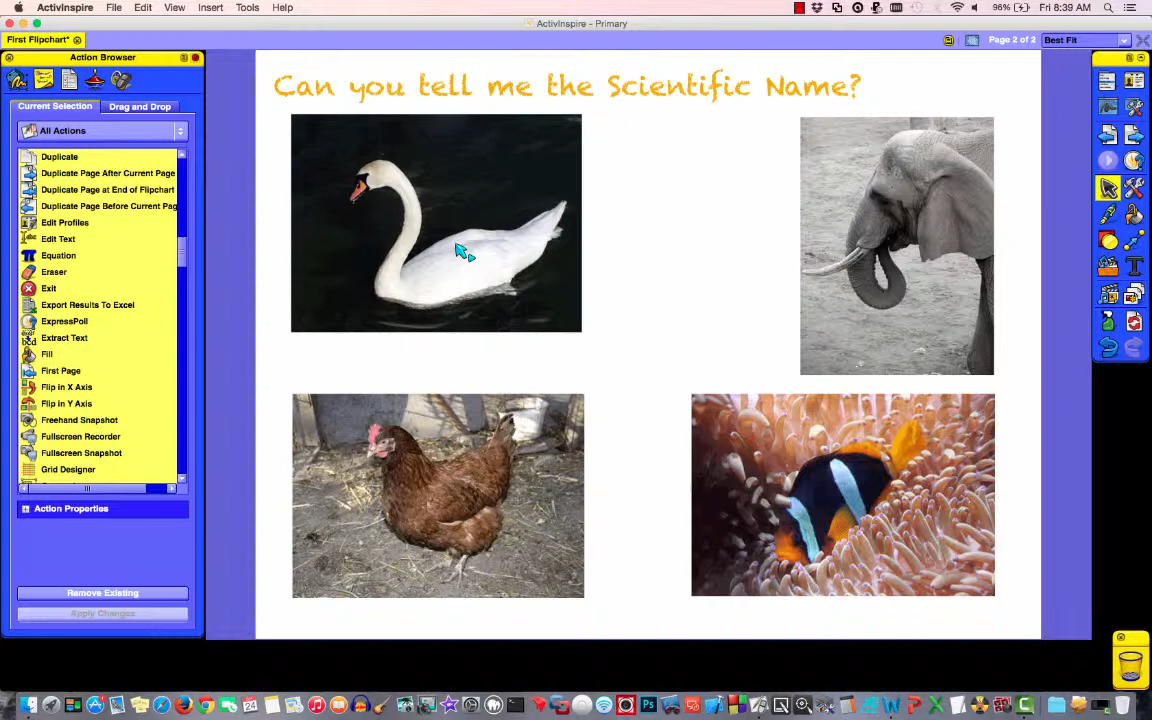 ActivInspire File Edit View Insert Tools Help 96% Fri 8:39 AM
ActivInspire - Primary
First Flipchart* Page 2 of 2 Best Fit
Action Browser
Current Selection Drag and Drop
All Actions
Duplicate
Duplicate Page After Current Page
Duplicate Page at End of Flipchart
Duplicate Page Before Current Pag
Edit Profiles
Edit Text
Equation
Eraser
Exit
Export Results To Excel
ExpressPoll
Extract Text
Fill
First Page
Flip in X Axis
Flip in Y Axis
Freehand Snapshot
Fullscreen Recorder
Fullscreen Snapshot
Grid Designer
Action Properties
Remove Existing
Apply Changes
Can you tell me the Scientific Name?